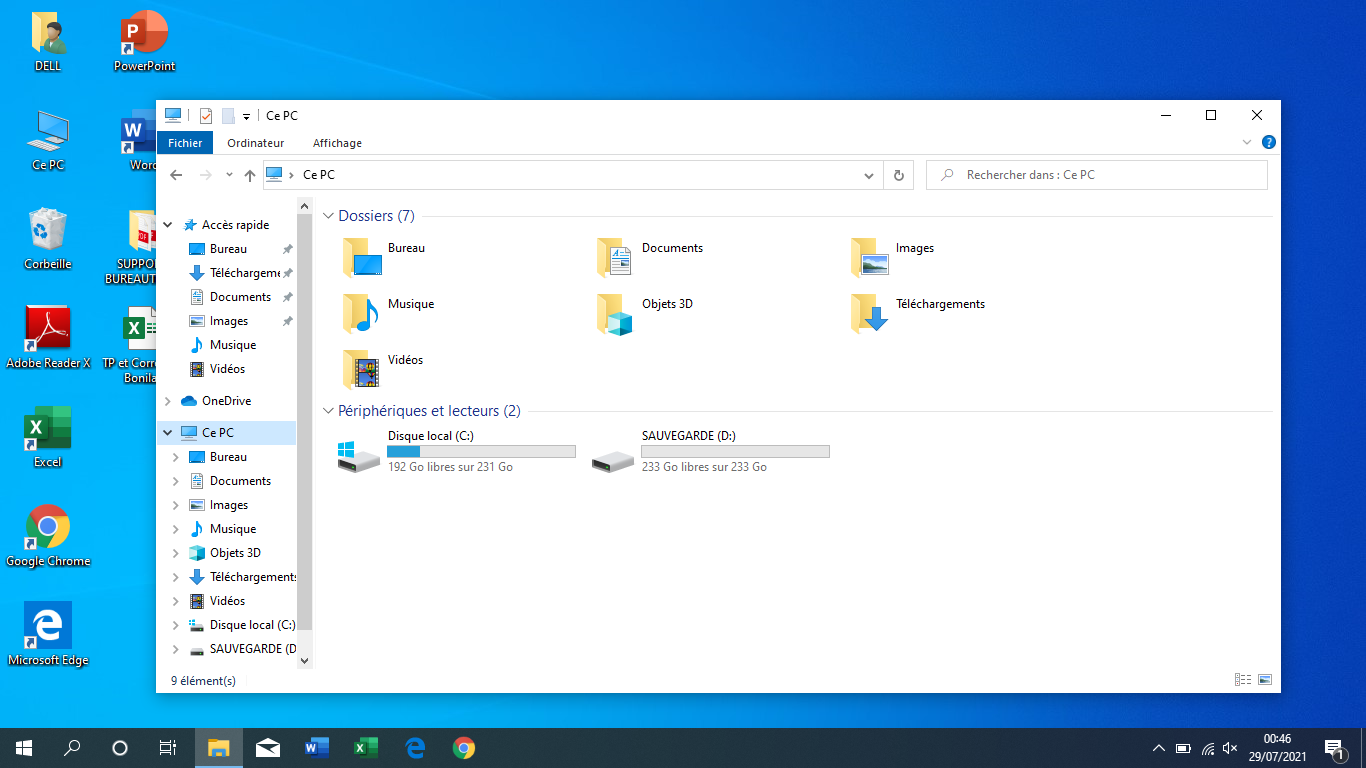 DELL
PowerPoint
Ce PC
Word
Corbeille
SUPPO
BUREAUT
Adobe Reader X
TP et Corre
Bonila
Excel
Google Chrome
Microsoft Edge
Ce PC
Fichier
Ordinateur
Affichage
Ce PC
Rechercher dans : Ce PC
Accès rapide
Bureau
Téléchargeme
Documents
Images
Musique
Vidéos
OneDrive
Ce PC
Bureau
Documents
Images
Musique
Objets 3D
Téléchargements
Vidéos
Disque local (C:)
SAUVEGARDE (D
Dossiers (7)
Bureau
Documents
Images
Musique
Objets 3D
Téléchargements
Vidéos
Périphériques et lecteurs (2)
Disque local (C:)
192 Go libres sur 231 Go
SAUVEGARDE (D:)
233 Go libres sur 233 Go
9 élément(s)
00:46
29/07/2021
1